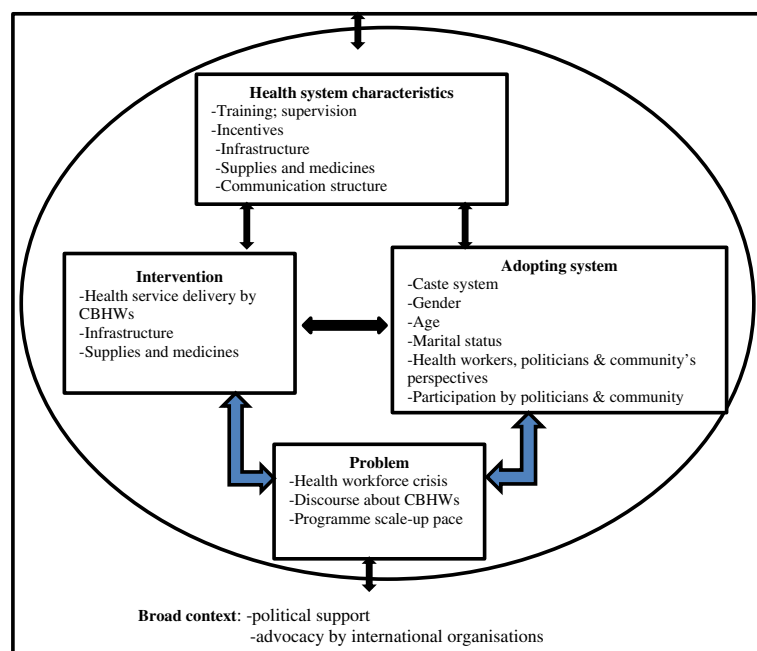 Health system characteristics
-Training; supervision
-Incentives
-Infrastructure
-Supplies and medicines
-Communication structure
Intervention
-Health service delivery by
CBHWs
-Infrastructure
-Supplies and medicines
Adopting system
-Caste system
-Gender
-Age
-Marital status
-Health workers, politicians & community's
perspectives
-Participation by politicians & community
Problem
-Health workforce crisis
-Discourse about CBHWs
-Programme scale-up pace
Broad context: -political support
-advocacy by international organisations